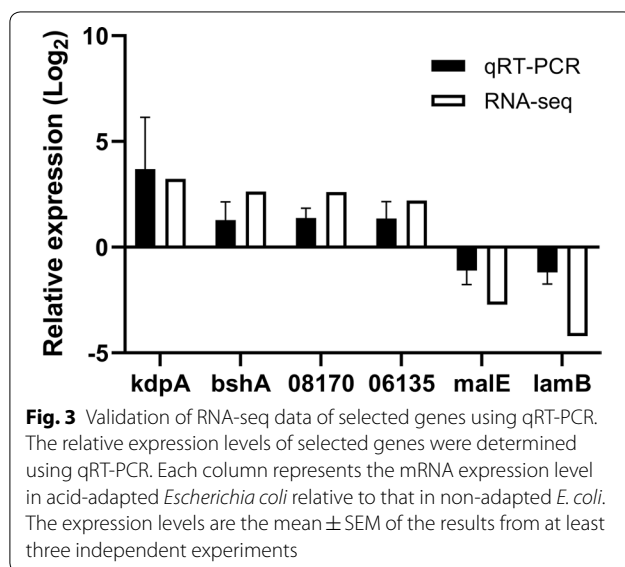 10
5
0
-5
Relative expression (Log₂)
qRT-PCR
RNA-seq
kdpA bshA 08170 06135 malE lamB
Fig. 3 Validation of RNA-seq data of selected genes using qRT-PCR.
The relative expression levels of selected genes were determined
using qRT-PCR. Each column represents the mRNA expression level
in acid-adapted Escherichia coli relative to that in non-adapted E. coli.
The expression levels are the mean ± SEM of the results from at least
three independent experiments